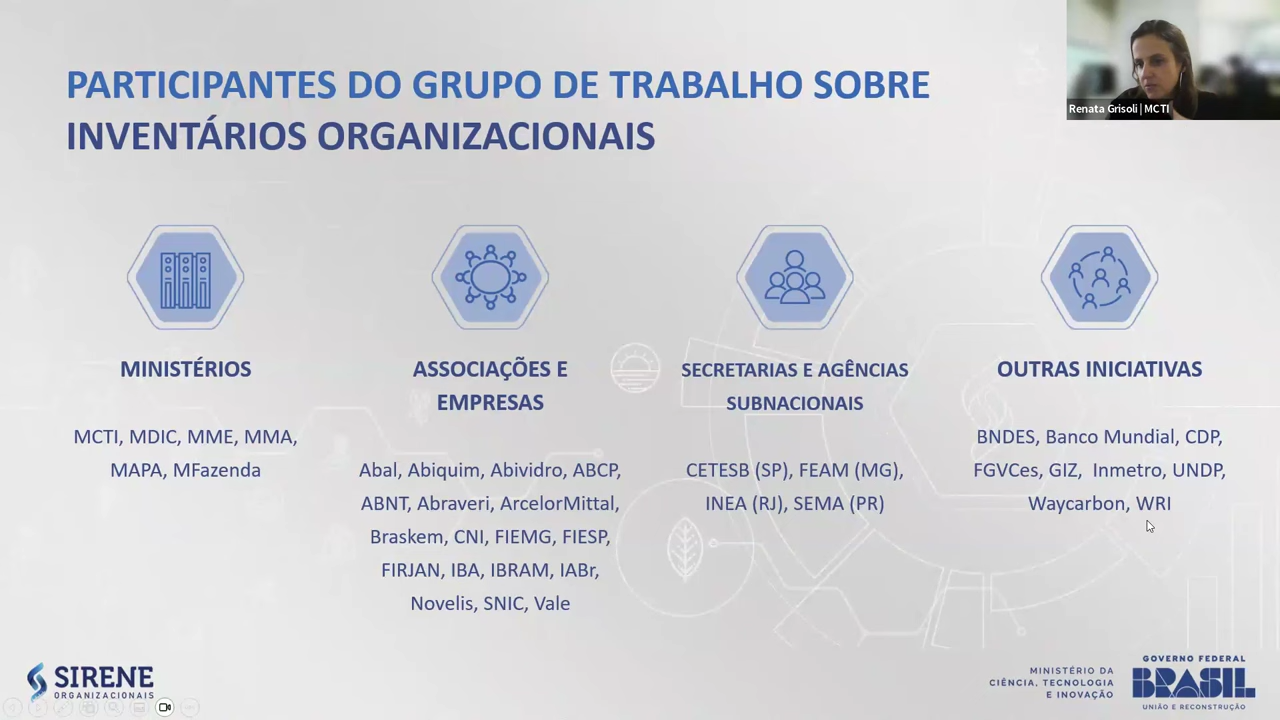 PARTICIPANTES DO GRUPO DE TRABALHO SOBRE
INVENTÁRIOS ORGANIZACIONAIS
Renata Grisoli | MCTI
MINISTÉRIOS
MCTI, MDIC, MME, MMA,
MAPA, MFazenda
ASSOCIAÇÕES E
EMPRESAS
Abal, Abiquim, Abividro, ABCP,
ABNT, Abraveri, ArcelorMittal,
Braskem, CNI, FIEMG, FIESP,
FIRJAN, IBA, IBRAM, IABr,
Novelis, SNIC, Vale
SECRETARIAS E AGÊNCIAS
SUBNACIONAIS
CETESB (SP), FEAM (MG),
INEA (RJ), SEMA (PR)
OUTRAS INICIATIVAS
BNDES, Banco Mundial, CDP,
FGVCes, GIZ, Inmetro, UNDP,
Waycarbon, WRI
SIRENE
ORGANIZACIONAIS
MINISTÉRIO DA
CIÊNCIA, TECNOLOGIA
E INOVAÇÃO
GOVERNO FEDERAL
BRASIL
UNIÃO E RECONSTRUÇÃO